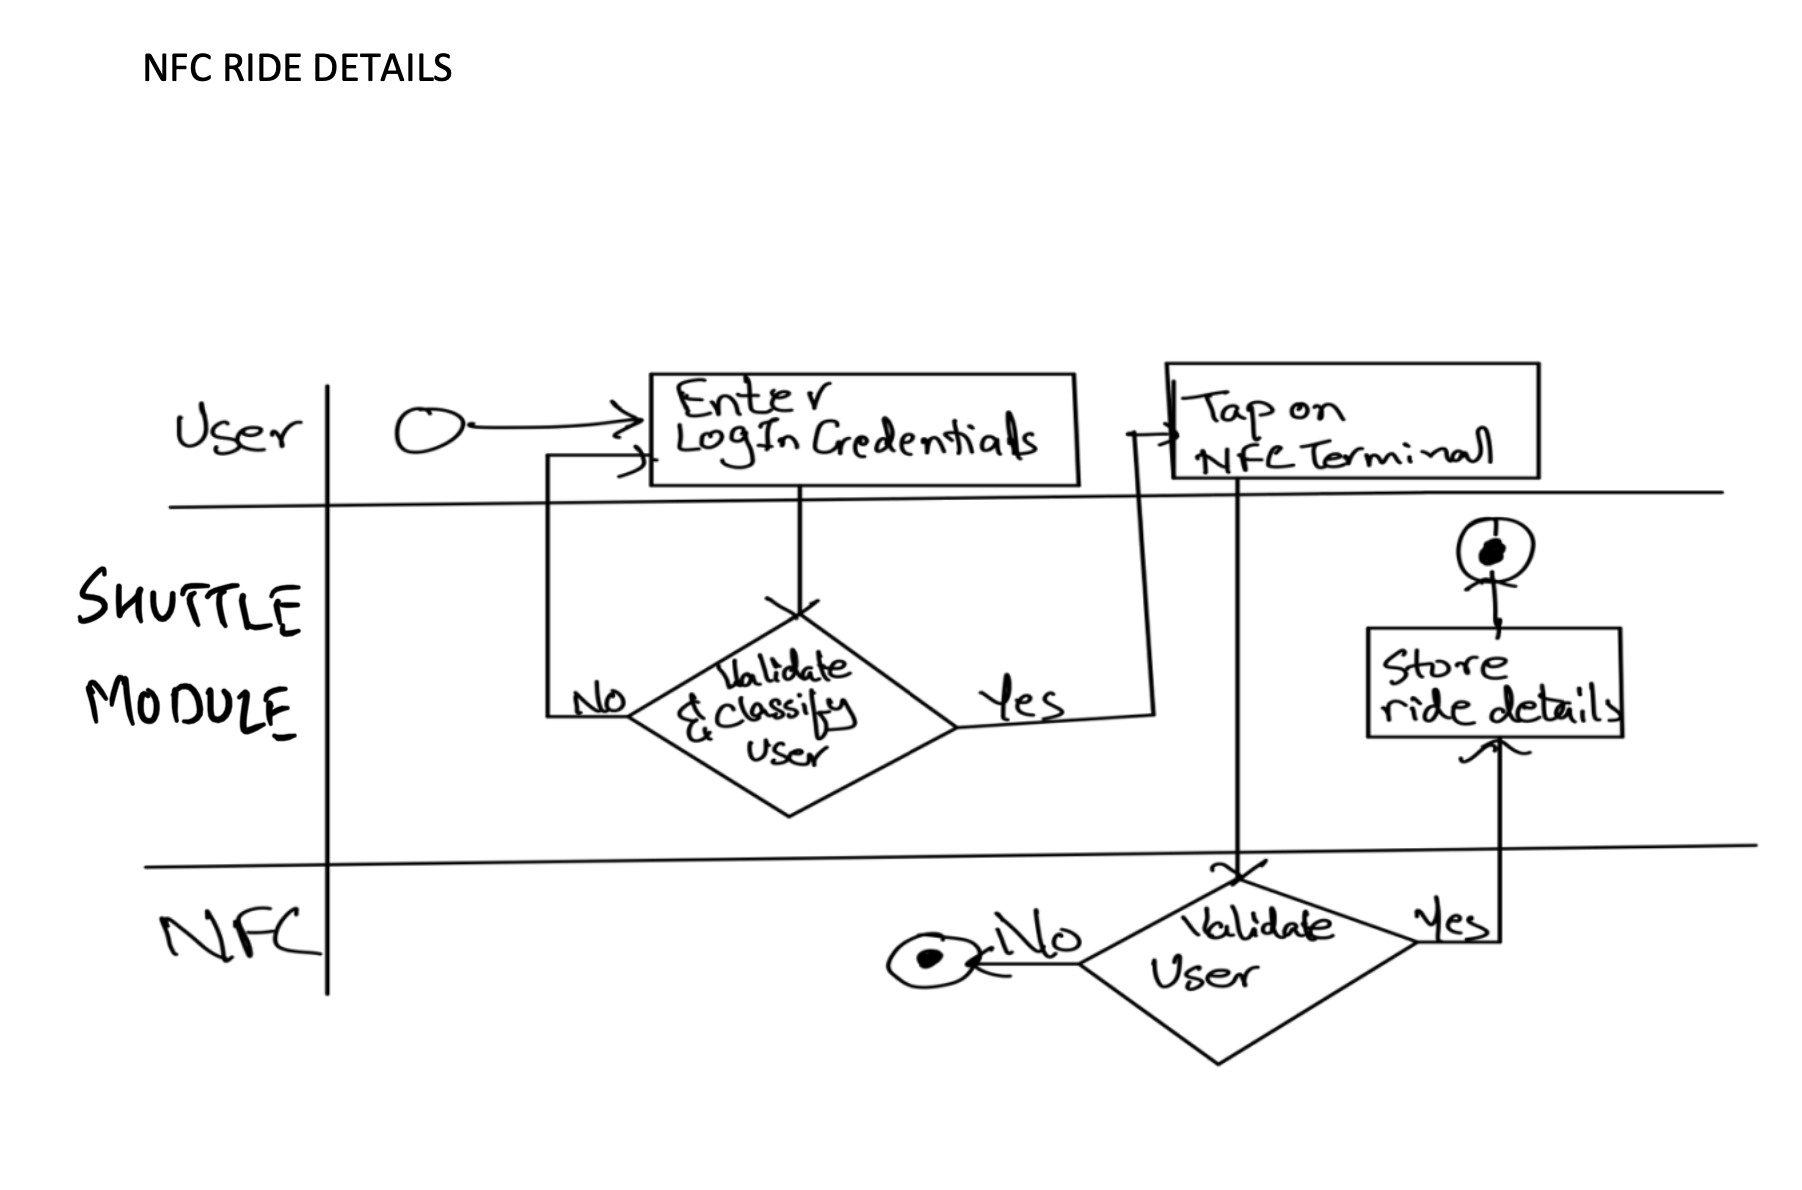 NFC RIDE DETAILS
User
Enter
LogIn Credentials
Tap on
NFC Terminal
SHUTTLE
MODULE
No
Validate
& Classify
User
Yes
Store
ride details
NFC
No
Validate
User
Yes